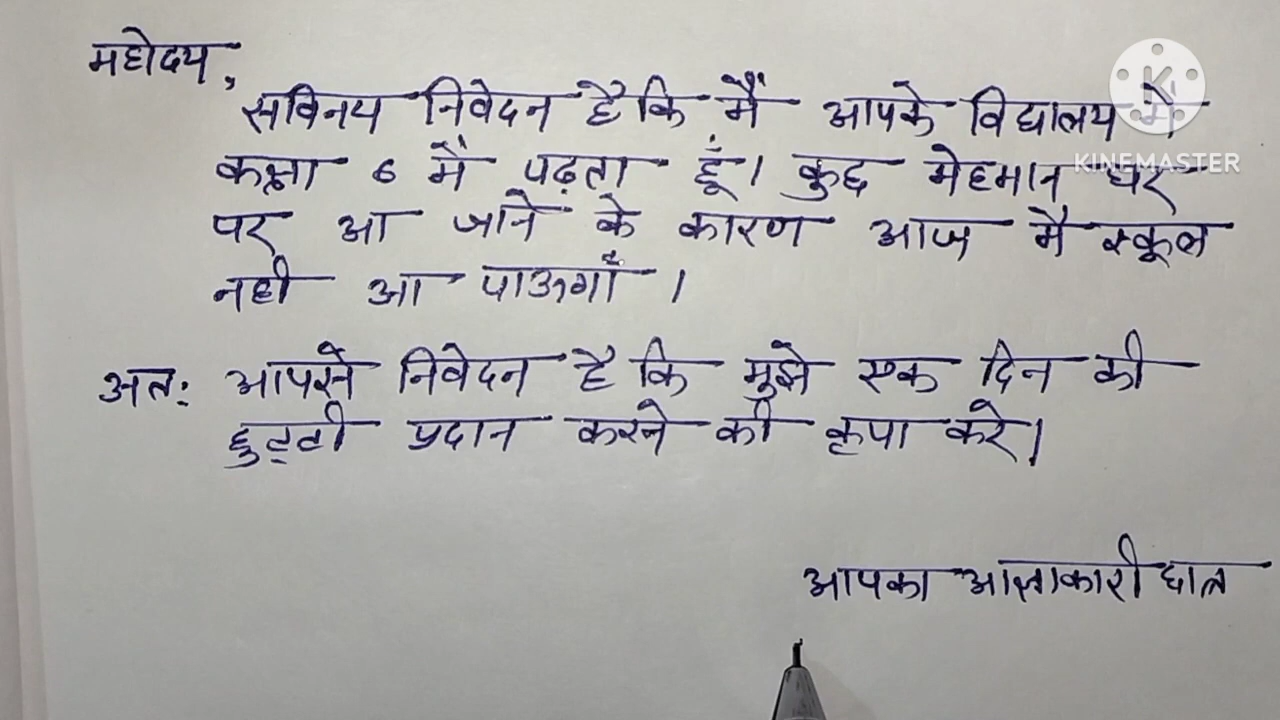 महोदय,
सविनय निवेदन है कि मैं आपके विद्यालय में
कक्षा 6 में पढ़ता हूं। कुछ मेहमान घर
पर आ जाने के कारण आज मै स्कूल
नही आ पाऊगाँ।
अतः आपसे निवेदन है कि मुझे एक दिन की
छुट्टी प्रदान करने की कृपा करे।
आपका आज्ञाकारी छात्र
K
KINEMASTER